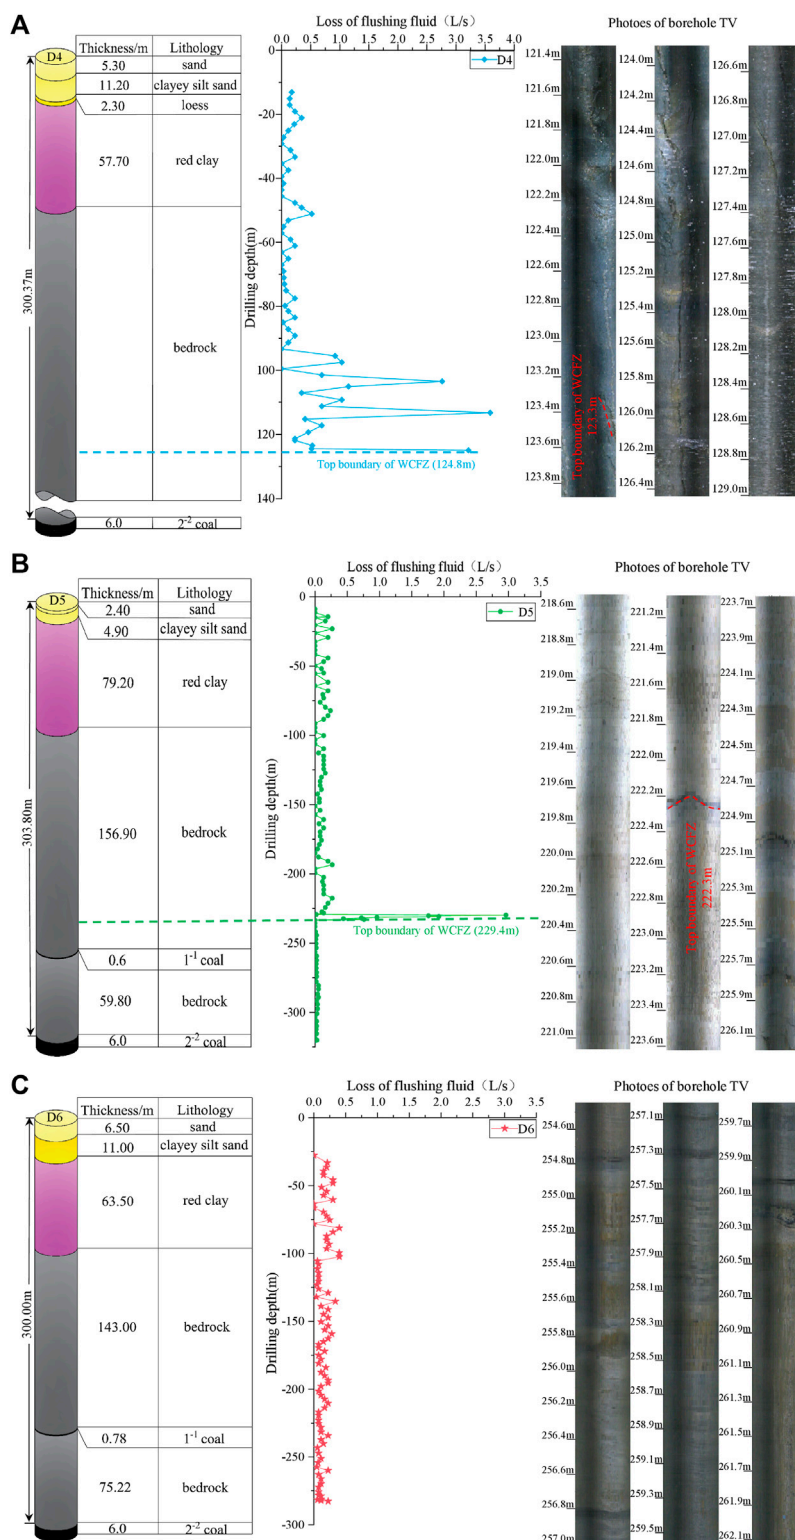 A
Loss of flushing fluid（L/s）
Photoes of borehole TV
D4
Thickness/m Lithology
5.30 sand
11.20 clayey silt sand
2.30 loess
57.70 red clay
bedrock
6.0 2-2 coal
300.37m
0.0 0.5 1.0 1.5 2.0 2.5 3.0 3.5 4.0
D4
Drilling depth(m)
0
-20
-40
-60
-80
100
120
140
Top boundary of WCFZ (124.8m)
121.4m
121.6m
121.8m
122.0m
122.2m
122.4m
122.6m
122.8m
123.0m
123.2m
123.4m
123.6m
123.8m
Top boundary of WCFZ
123.3m
124.0m
124.2m
124.4m
124.6m
124.8m
125.0m
125.2m
125.4m
125.6m
125.8m
126.0m
126.2m
126.4m
126.6m
126.8m
127.0m
127.2m
127.4m
127.6m
127.8m
128.0m
128.2m
128.4m
128.6m
128.8m
129.0m
B
Loss of flushing fluid（L/s）
Photoes of borehole TV
D5
Thickness/m Lithology
2.40 sand
4.90 clayey silt sand
79.20 red clay
156.90 bedrock
0.6 1-1 coal
59.80 bedrock
6.0 2-2 coal
303.80m
0.0 0.5 1.0 1.5 2.0 2.5 3.0 3.5
D5
Drilling depth(m)
0
-50
-100
-150
-200
-250
-300
Top boundary of WCFZ (229.4m)
218.6m
218.8m
219.0m
219.2m
219.4m
219.6m
219.8m
220.0m
220.2m
220.4m
220.6m
220.8m
221.0m
221.2m
221.4m
221.6m
221.8m
222.0m
222.2m
222.4m
222.6m
222.8m
223.0m
223.2m
223.4m
223.6m
Top boundary of WCFZ
222.3m
223.7m
223.9m
224.1m
224.3m
224.5m
224.7m
224.9m
225.1m
225.3m
225.5m
225.7m
225.9m
226.1m
C
Loss of flushing fluid（L/s）
Photoes of borehole TV
D6
Thickness/m Lithology
6.50 sand
11.00 clayey silt sand
63.50 red clay
143.00 bedrock
0.78 1-1 coal
75.22 bedrock
6.0 2-2 coal
300.00m
0.0 0.5 1.0 1.5 2.0 2.5 3.0 3.5
D6
Drilling depth(m)
0
-50
-100
-150
-200
-250
-300
254.6m
254.8m
255.0m
255.2m
255.4m
255.6m
255.8m
256.0m
256.2m
256.4m
256.6m
256.8m
257.0m
257.1m
257.3m
257.5m
257.7m
257.9m
258.1m
258.3m
258.5m
258.7m
258.9m
259.1m
259.3m
259.5m
259.7m
259.9m
260.1m
260.3m
260.5m
260.7m
260.9m
261.1m
261.3m
261.5m
261.7m
261.9m
262.1m